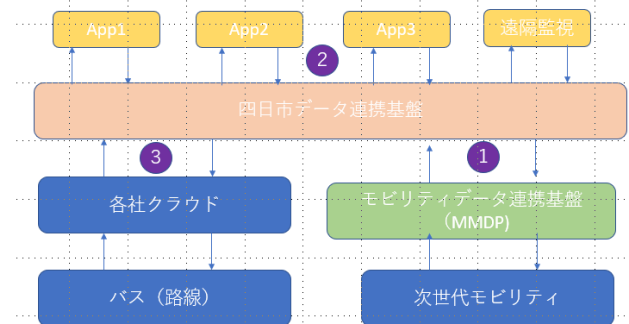 App1
App2
App3
遠隔監視
2
四日市データ連携基盤
3
1
各社クラウド
モビリティデータ連携基盤
（MMDP)
バス（路線）
次世代モビリティ